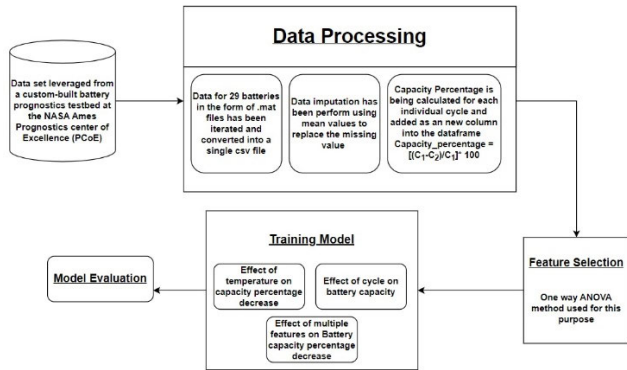 Data Processing
Data set leveraged from
a custom-built battery
prognostics testbed at
the NASA Ames
Prognostics center of
Excellence (PCoE)
Data for 29 batteries
in the form of .mat
files has been
iterated and
converted into a
single csv file
Data imputation has
been perform using
mean values to
replace the missing
value
Capacity Percentage is
being calculated for each
individual cycle and
added as an new column
into the dataframe
Capacity_percentage =
[(C₁-C₂)/C₁]* 100
Feature Selection
One way ANOVA
method used for this
purpose
Training Model
Effect of
temperature on
capacity percentage
decrease
Effect of cycle on
battery capacity
Effect of multiple
features on Battery
capacity percentage
decrease
Model Evaluation